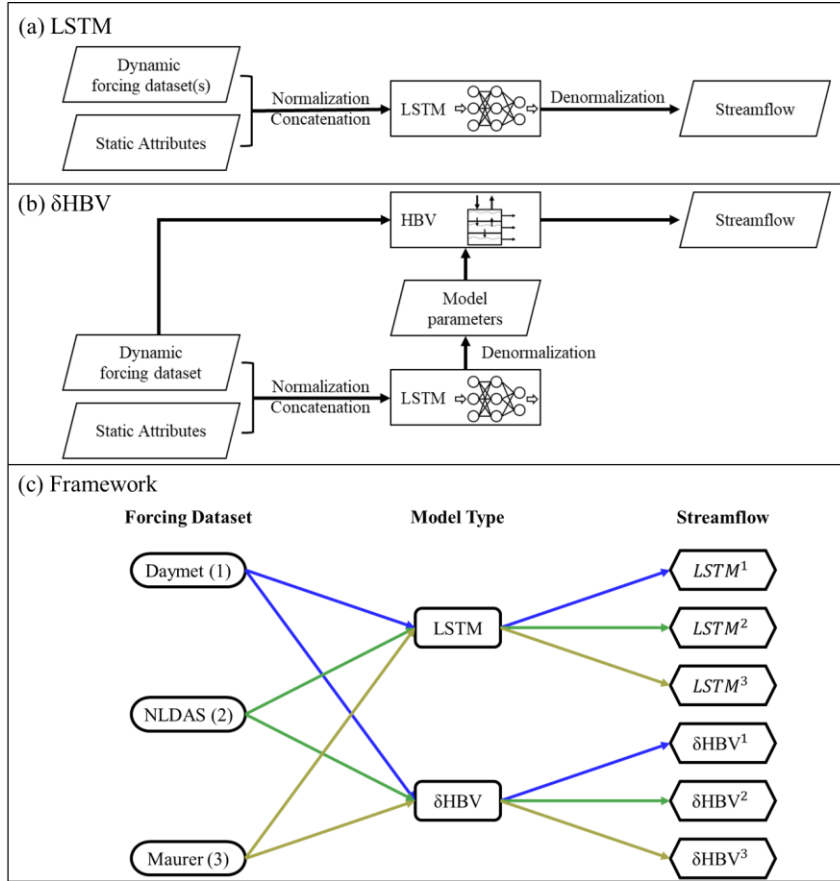 (a) LSTM
Dynamic
forcing dataset(s)
Static Attributes
Normalization
Concatenation
LSTM
Denormalization
Streamflow
(b) δHBV
HBV
Streamflow
Model
parameters
Dynamic
forcing dataset
Static Attributes
Normalization
Concatenation
Denormalization
LSTM
(c) Framework
Forcing Dataset
Model Type
Streamflow
Daymet (1)
NLDAS (2)
Maurer (3)
LSTM
δHBV
LSTM¹
LSTM²
LSTM³
δHBV¹
δHBV²
δHBV³